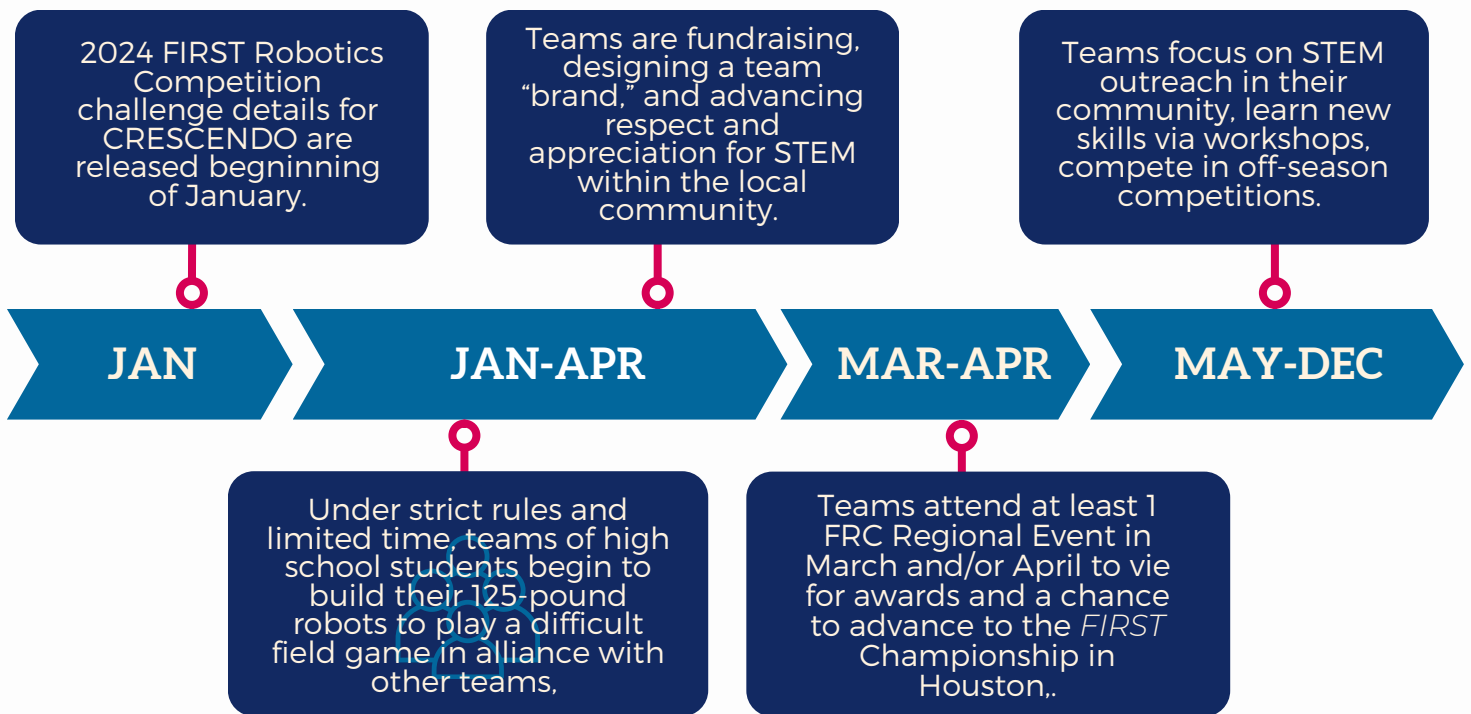 2024 FIRST Robotics
Competition
challenge details for
CRESCENDO are
released begninning
of January.
Teams are fundraising,
designing a team
“brand,” and advancing
respect and
appreciation for STEM
within the local
community.
Teams focus on STEM
outreach in their
community, learn new
skills via workshops,
compete in off-season
competitions.
JAN
JAN-APR
MAR-APR
MAY-DEC
Under strict rules and
limited time, teams of high
school students begin to
build their 125-pound
robots to play a difficult
field game in alliance with
other teams,
Teams attend at least 1
FRC Regional Event in
March and/or April to vie
for awards and a chance
to advance to the FIRST
Championship in
Houston,.